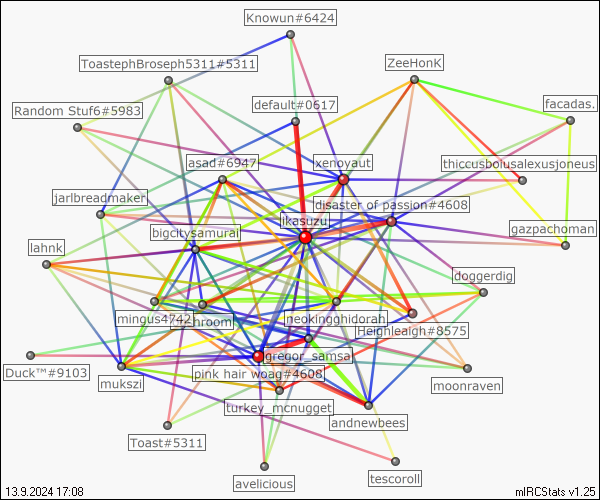 Knowun#6424
ToastephBroseph5311#5311
ZeeHonK
default#0617
Random Stuf6#5983
facadas.
asad#6947
xenoyaut
thiccusbolusalexusjoneus
jarlbreadmaker
disaster of passion#4608
jikasuzu
bigcitysamurai
gazpachoman
lahnk
doggerdig
mingus4742
hroom
neokingghidorah
Heighleaigh#8575
gregor_samsa
Duck™#9103
mukszi
pink hair woag#4608
moonraven
turkey_mcnugget
andnewbees
Toast#5311
tescoroll
avelicious
13.9.2024 17:08
mIRCStats v1.25